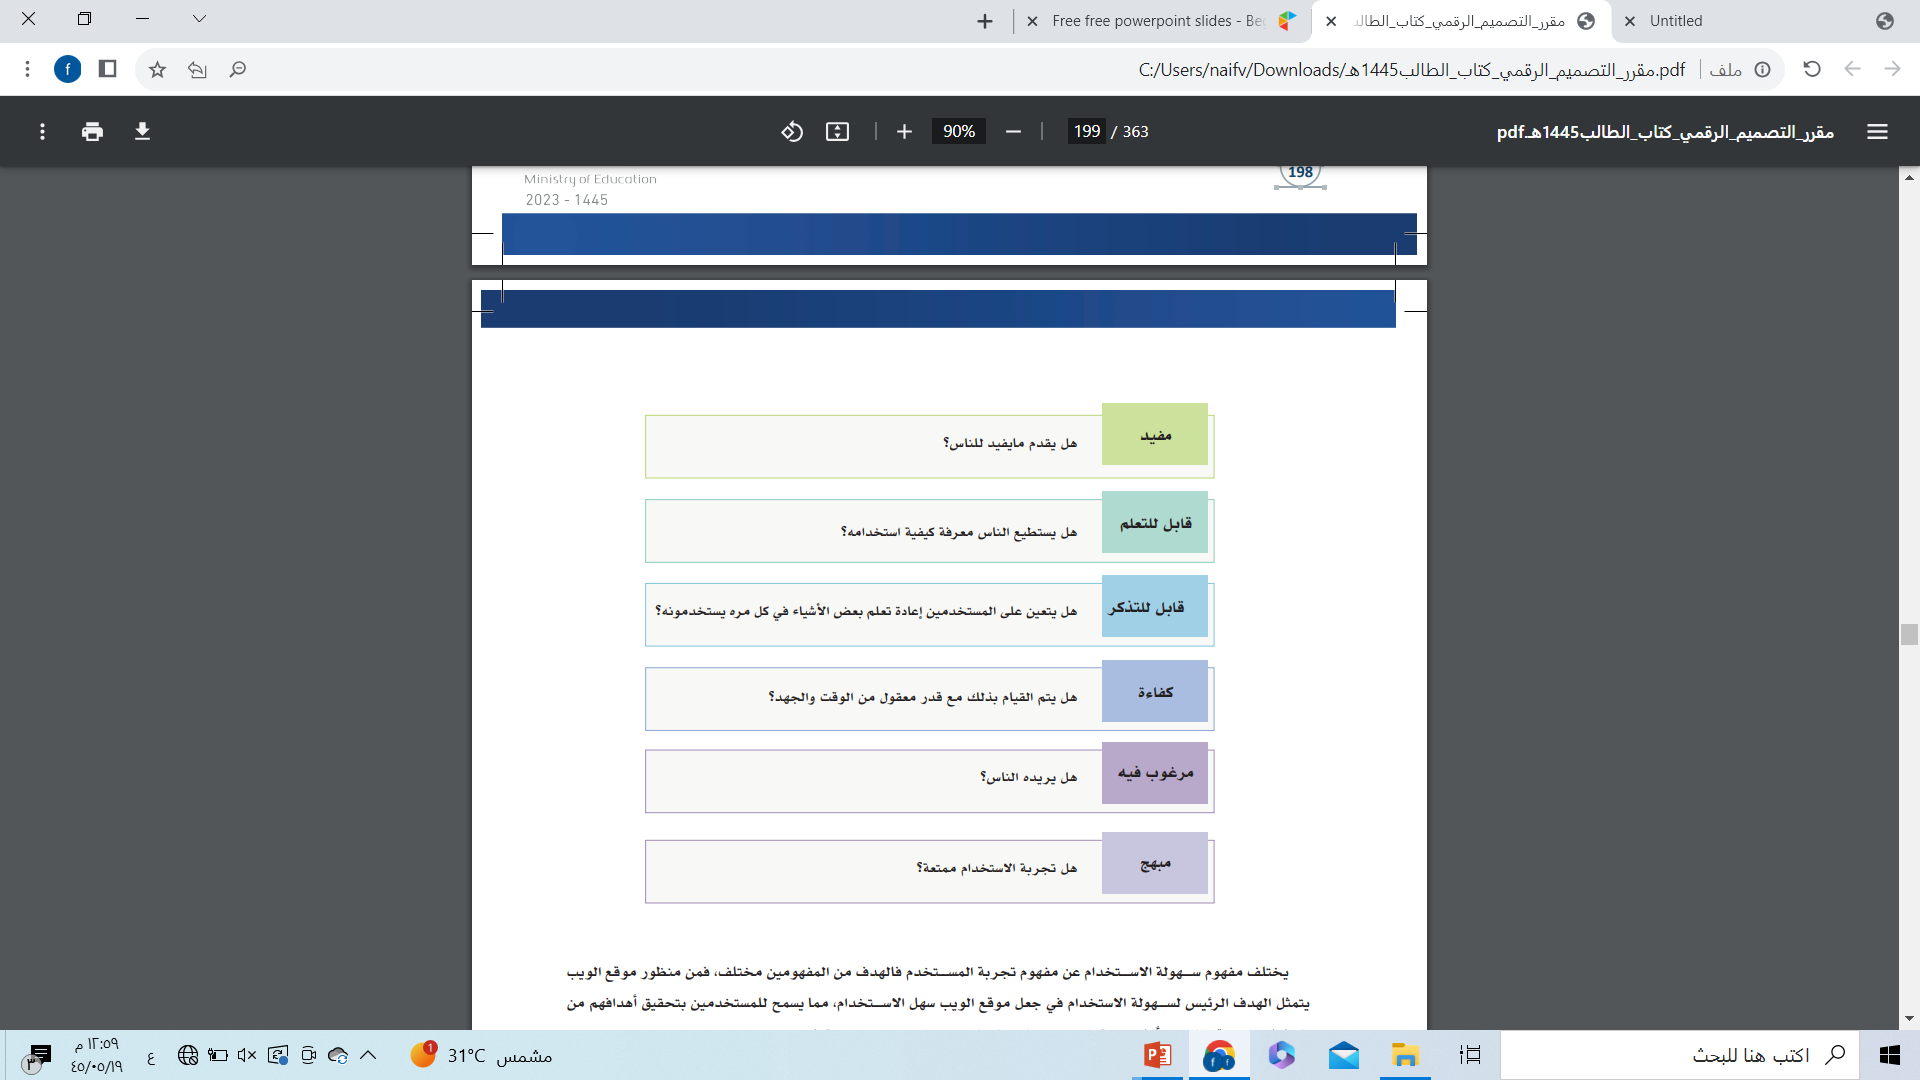 Free free powerpoint slides - Be
مقرر_التصميم_الرقمي_كتاب_الطالب
Untitled
f
C:/Users/naifv/Downloads/مقرر_التصميم_الرقمي_كتاب_الطالب1445هـ.pdf
ملف
90%
199 / 363
مقرر_التصميم_الرقمي_كتاب_الطالب1445هـ.pdf
Ministry of Education
2023 - 1445
198
مفيد
هل يقدم مايفيد للناس؟
قابل للتعلم
هل يستطيع الناس معرفة كيفية استخدامه؟
قابل للتذكر
هل يتعين على المستخدمين إعادة تعلم بعض الأشياء في كل مره يستخدمونه؟
كفاءة
هل يتم القيام بذلك مع قدر معقول من الوقت والجهد؟
مرغوب فيه
هل يريده الناس؟
مبهج
هل تجربة الاستخدام ممتعة؟
يختلف مفهوم سـهولة الاسـتخدام عن مفهوم تجربة المسـتخدم فالهدف من المفهومين مختلف، فمن منظور موقع الويب
يتمثل الهدف الرئيس لسـهولة الاستخدام في جعل موقع الويب سهل الاسـتخدام، مما يسمح للمستخدمين بتحقيق أهدافهم من
١٢:٥٩ م
٤٥/٠٥/١٩
٣
ع
1
31°C مشمس
اكتب هنا للبحث